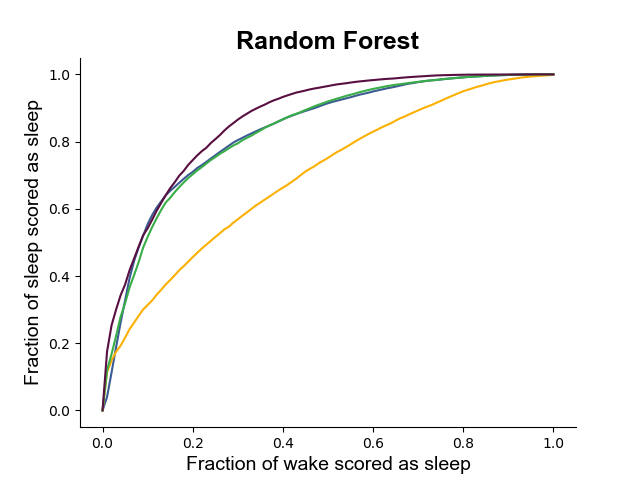 Random Forest
Fraction of sleep scored as sleep
1.0
0.8
0.6
0.4
0.2
0.0
0.0 0.2 0.4 0.6 0.8 1.0
Fraction of wake scored as sleep